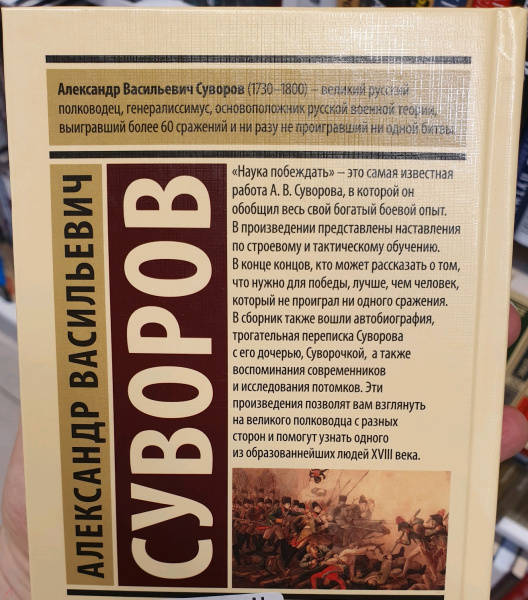 Александр Васильевич Суворов (1730–1800) – великий русский
полководец, генералиссимус, основоположник русской военной теории,
выигравший более 60 сражений и ни разу не проигравший ни одной битвы.
АЛЕКСАНДР ВАСИЛЬЕВИЧ
СУВОРОВ
«Наука побеждать» – это самая известная
работа А. В. Суворова, в которой он
обобщил весь свой богатый боевой опыт.
В произведении представлены наставления
по строевому и тактическому обучению.
В конце концов, кто может рассказать о том,
что нужно для победы, лучше, чем человек,
который не проиграл ни одного сражения.
В сборник также вошли автобиография,
трогательная переписка Суворова
с его дочерью, Суворочкой, а также
воспоминания современников
и исследования потомков. Эти
произведения позволят вам взглянуть
на великого полководца с разных
сторон и помогут узнать одного
из образованнейших людей XVIII века.